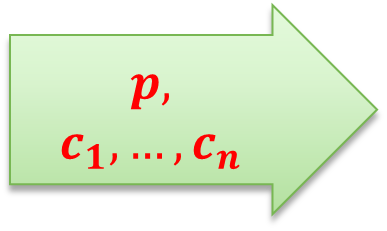 p,
c₁, … , cₙ